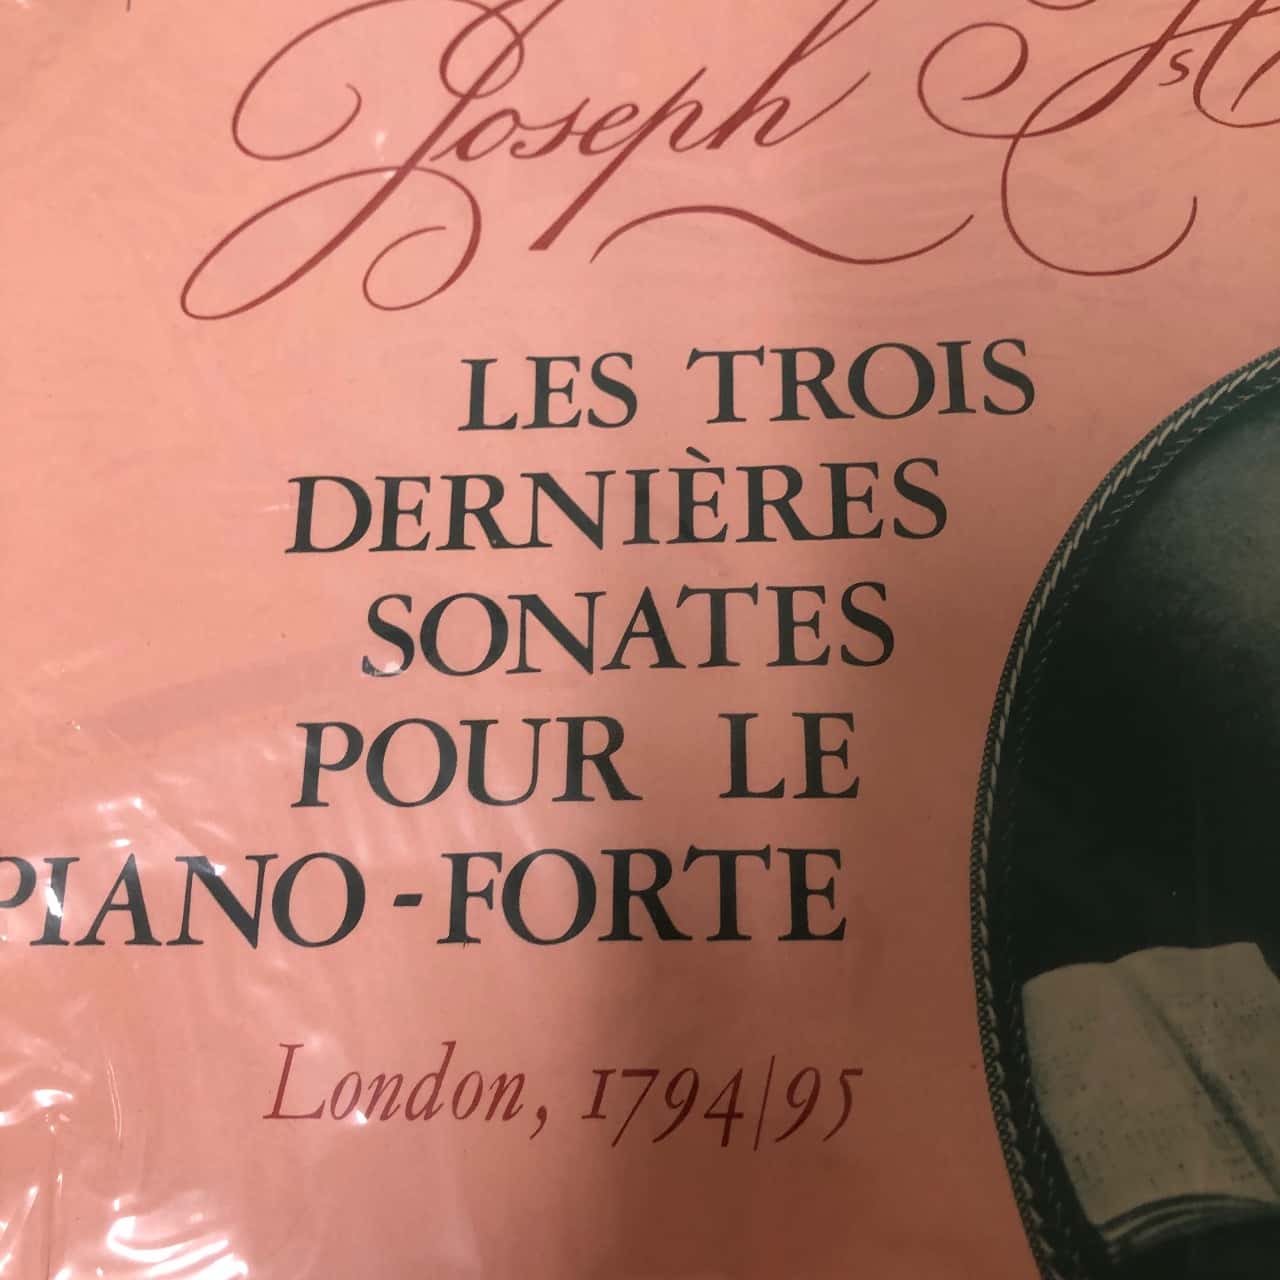 Joseph
LES TROIS
DERNIÈRES
SONATES
POUR LE
PIANO-FORTE
London, 1794/95